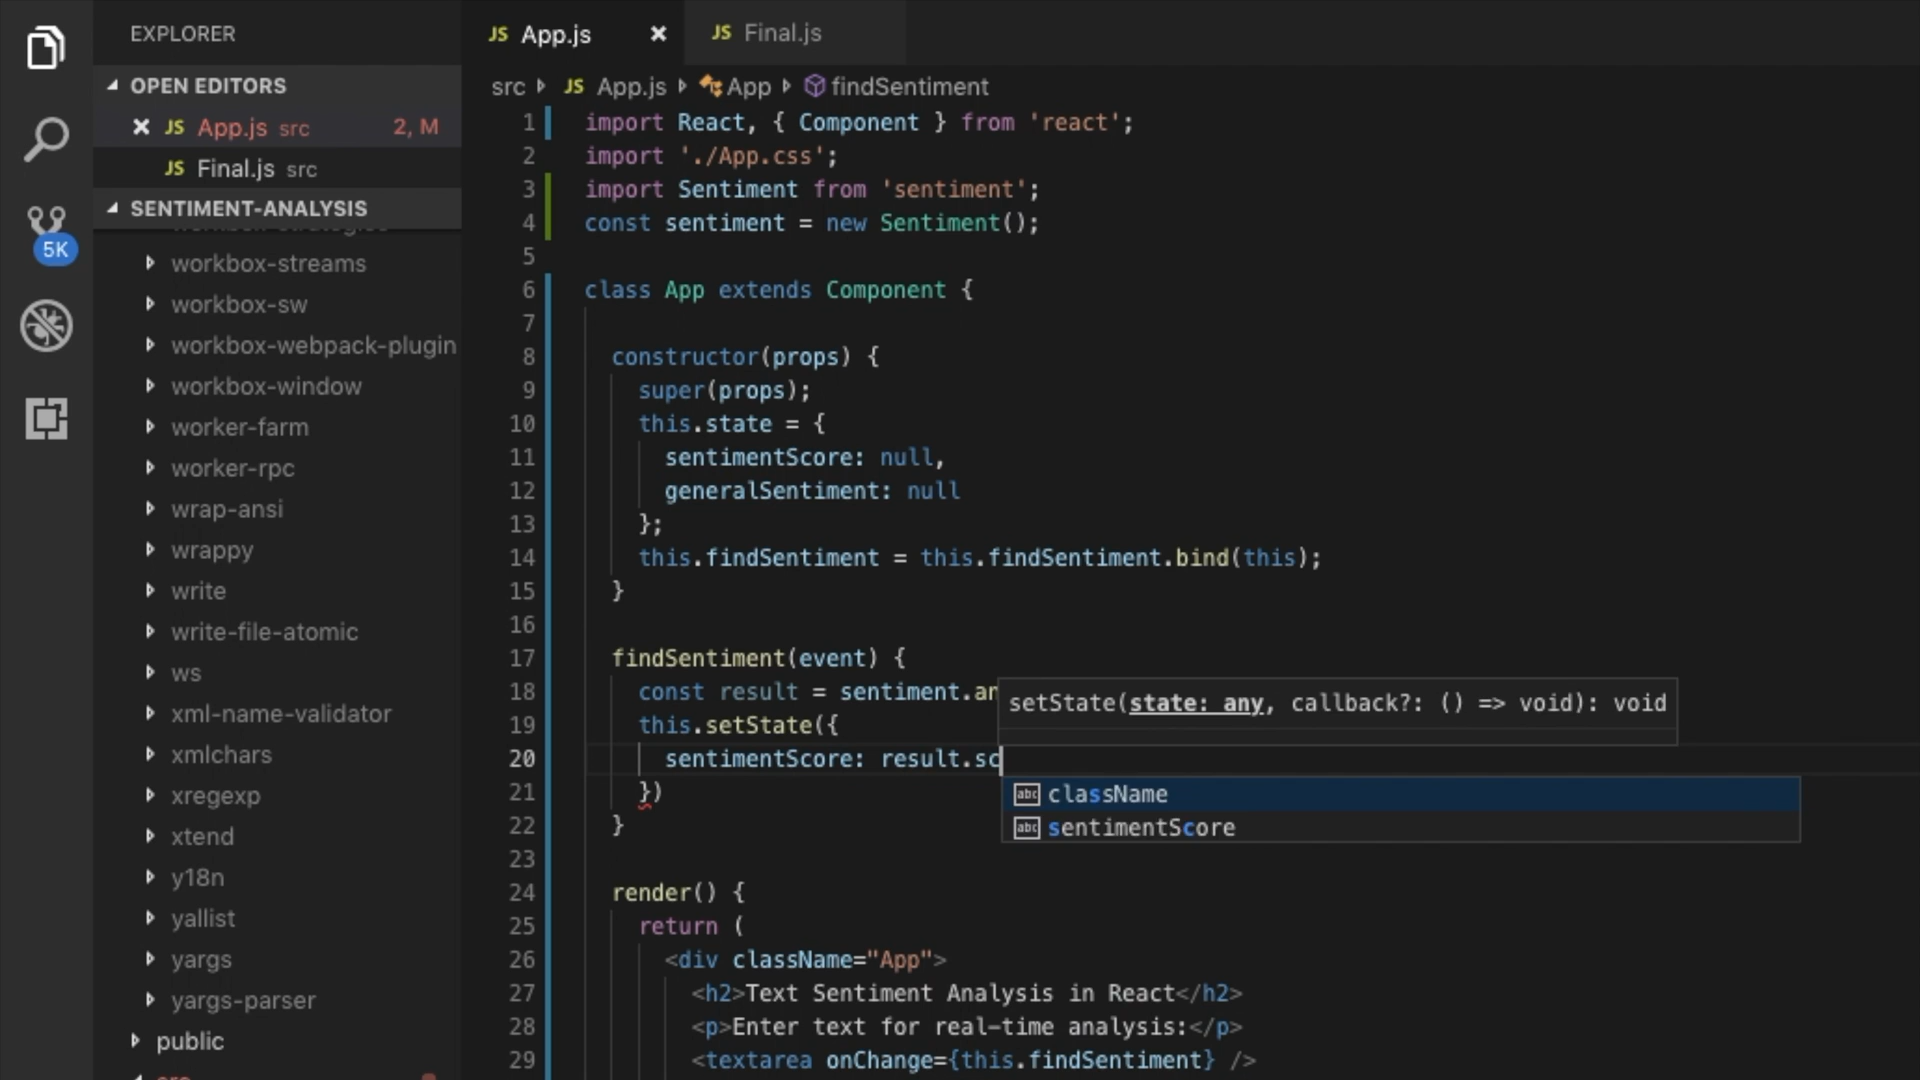 EXPLORER
OPEN EDITORS
App.js src 2, M
Final.js src
SENTIMENT-ANALYSIS
5K
workbox-streams
workbox-sw
workbox-webpack-plugin
workbox-window
worker-farm
worker-rpc
wrap-ansi
wrappy
write
write-file-atomic
ws
xml-name-validator
xmlchars
xregexp
xtend
y18n
yallist
yargs
yargs-parser
public
JS App.js
JS Final.js
src JS App.js App findSentiment
1 import React, { Component } from 'react';
2 import './App.css';
3 import Sentiment from 'sentiment';
4 const sentiment = new Sentiment();
5
6 class App extends Component {
7
8 constructor(props) {
9 super(props);
10 this.state = {
11 sentimentScore: null,
12 generalSentiment: null
13 };
14 this.findSentiment = this.findSentiment.bind(this);
15 }
16
17 findSentiment(event) {
18 const result = sentiment.an
setState(state: any, callback?: () => void): void
19 this.setState({
20 sentimentScore: result.sc
className
sentimentScore
21 })
22 }
23
24 render() {
25 return (
26 <div className="App">
27 <h2>Text Sentiment Analysis in React</h2>
28 <p>Enter text for real-time analysis:</p>
29 <textarea onChange={this.findSentiment} />